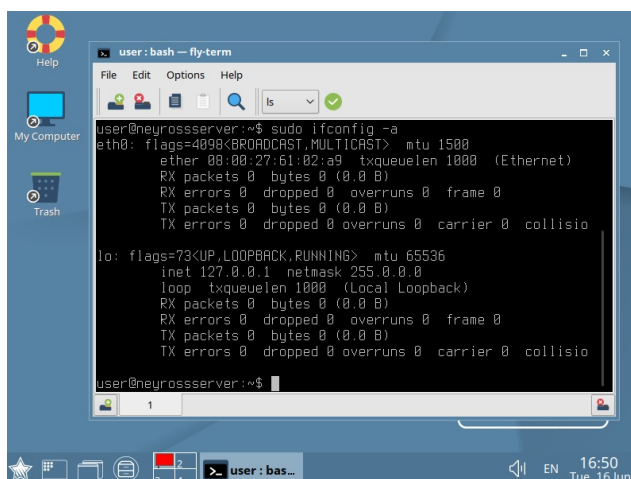 Help
My Computer
Trash
user : bash — fly-term
File Edit Options Help
ls
user@neyrossserver:~$ sudo ifconfig -a
eth0: flags=4098<BROADCAST,MULTICAST>  mtu 1500
        ether 08:00:27:61:02:a9  txqueuelen 1000  (Ethernet)
        RX packets 0  bytes 0 (0.0 B)
        RX errors 0  dropped 0  overruns 0  frame 0
        TX packets 0  bytes 0 (0.0 B)
        TX errors 0  dropped 0 overruns 0  carrier 0  collisio
lo: flags=73<UP,LOOPBACK,RUNNING>  mtu 65536
        inet 127.0.0.1  netmask 255.0.0.0
        loop  txqueuelen 1000  (Local Loopback)
        RX packets 0  bytes 0 (0.0 B)
        RX errors 0  dropped 0  overruns 0  frame 0
        TX packets 0  bytes 0 (0.0 B)
        TX errors 0  dropped 0 overruns 0  carrier 0  collisio
user@neyrossserver:~$
1
2
user : bas...
EN
16:50
Tue, 16 Jun